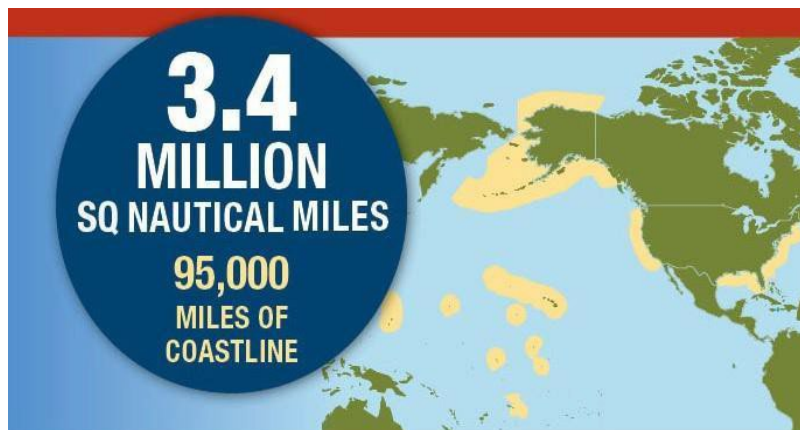 3.4
MILLION
SQ NAUTICAL MILES
95,000
MILES OF
COASTLINE